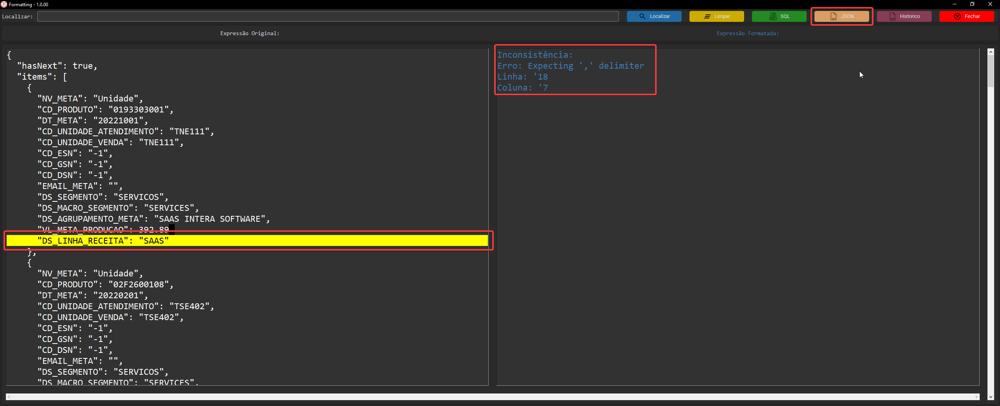 Formatting - 1.0.00
Localizar:
Localizar
Limpar
SQL
JSON
Historico
Fechar
Expressão Original:
Expressão Formatada:
{
"hasNext": true,
"items": [
{
"NV_META": "Unidade",
"CD_PRODUTO": "0193303001",
"DT_META": "20221001",
"CD_UNIDADE_ATENDIMENTO": "TNE111",
"CD_UNIDADE_VENDA": "TNE111",
"CD_ESN": "-1",
"CD_GSN": "-1",
"CD_DSN": "-1",
"EMAIL_META": "",
"DS_SEGMENTO": "SERVICOS",
"DS_MACRO_SEGMENTO": "SERVICES",
"DS_AGRUPAMENTO_META": "SAAS INTERA SOFTWARE",
"VL_META_PRODUCAO": 392.89
"DS_LINHA_RECEITA": "SAAS"
},
{
"NV_META": "Unidade",
"CD_PRODUTO": "02F2600108",
"DT_META": "20220201",
"CD_UNIDADE_ATENDIMENTO": "TSE402",
"CD_UNIDADE_VENDA": "TSE402",
"CD_ESN": "-1",
"CD_GSN": "-1",
"CD_DSN": "-1",
"EMAIL_META": "",
"DS_SEGMENTO": "SERVICOS",
"DS_MACRO_SEGMENTO": "SERVICES",
Inconsistência:
Erro: Expecting ',' delimiter
Linha: '18
Coluna: '7